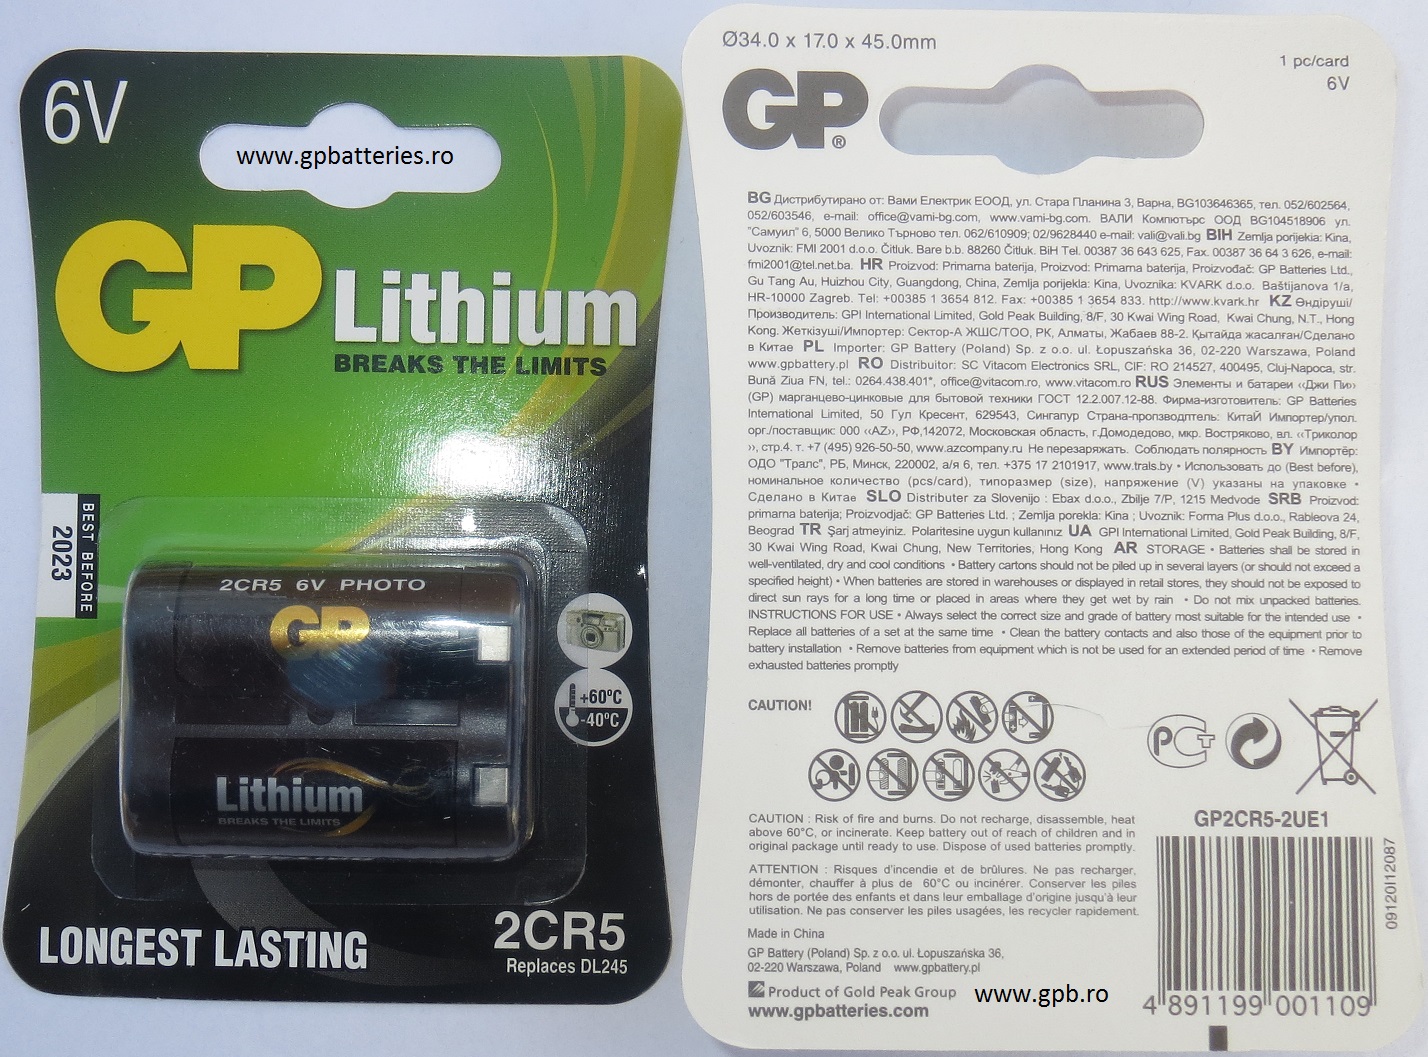 6V
www.gpbatteries.ro
GP
Lithium
BREAKS THE LIMITS
BEST BEFORE
2023
2CR5 6V PHOTO
GP
+60ºC
-40ºC
Lithium
BREAKS THE LIMITS
LONGEST LASTING
2CR5
Replaces DL245
Ø34.0 x 17.0 x 45.0mm
1 pc/card
6V
GP®
BG Дистрибутирано от: Вами Електрик ЕООД, ул. Стара Планина 3, Варна, BG103646365, тел. 052/602564,
052/603546, e-mail: office@vami-bg.com, www.vami-bg.com. ВАЛИ Компютърс ООД BG104518906 ул.
"Самуил" 6, 5000 Велико Търново тел. 062/610909; 02/9628440 e-mail: vali@vali.bg BIH Zemlja porijekia: Kina,
Uvoznik: FMI 2001 d.o.o. Čitluk. Bare b.b. 88260 Čitluk. BiH Tel. 00387 36 643 625, Fax. 00387 36 64 3 626, e-mail:
fmi2001@tel.net.ba. HR Proizvod: Primarna baterija, Proizvod: Primarna baterija, Proizvođač: GP Batteries Ltd.,
Gu Tang Au, Huizhou City, Guangdong, China, Zemlja porijekla: Kina, Uvoznika: KVARK d.o.o. Baštijanova 1/a,
HR-10000 Zagreb. Tel: +00385 1 3654 812. Fax: +00385 1 3654 833. http://www.kvark.hr KZ Өндіруші/
Производитель: GPI International Limited, Gold Peak Building, 8/F, 30 Kwai Wing Road, Kwai Chung, N.T., Hong
Kong. Жеткізуші/Импортер: Сектор-А ЖШС/ТОО, РК, Алматы, Жабаев 88-2. Қытайда жасалған/Сделано
в Китае PL Importer: GP Battery (Poland) Sp. z o.o. ul. Łopuszańska 36, 02-220 Warszawa, Poland
www.gpbattery.pl RO Distribuitor: SC Vitacom Electronics SRL, CIF: RO 214527, 400495, Cluj-Napoca, str.
Bună Ziua FN, tel.: 0264.438.401*, office@vitacom.ro, www.vitacom.ro RUS Элементы и батареи ‹‹Джи Пи››
(GP) марганцево-цинковые для бытовой техники ГОСТ 12.2.007.12-88. Фирма-изготовитель: GP Batteries
International Limited, 50 Гул Кресент, 629543, Сингапур Страна-прозводптель: КитаЙ Импортер/упол.
орг./поставщик: 000 ‹‹AZ››, РФ,142072, Московская область, г.Домодедово, мкр. Востряково, вл. ‹‹Триколор
››, стр.4. т. +7 (495) 926-50-50, www.azcompany.ru Не перезаряжать. Соблюдать полярность BY Импортёр:
ОДО "Тралс", РБ, Минск, 220002, а/я 6, тел. +375 17 2101917, www.trals.by • Использовать до (Best before),
номинальное количество (pcs/card), типоразмер (size), напряжение (V) указаны на упаковке •
Сделано в Китае SLO Distributer za Slovenijo : Ebax d.o.o., Zbilje 7/P, 1215 Medvode SRB Proizvod:
primarna baterija; Proizvodjač: GP Batteries Ltd. ; Zemlja porekla: Kina ; Uvoznik: Forma Plus d.o.o., Rableova 24,
Beograd TR Şarj atmeyiniz. Polaritesine uygun kullanınız UA GPI International Limited, Gold Peak Building, 8/F,
30 Kwai Wing Road, Kwai Chung, New Territories, Hong Kong AR STORAGE • Batteries shall be stored in
well-ventilated, dry and cool conditions • Battery cartons should not be piled up in several layers (or should not exceed a
specified height) • When batteries are stored in warehouses or displayed in retail stores, they should not be exposed to
direct sun rays for a long time or placed in areas where they get wet by rain • Do not mix unpacked batteries.
INSTRUCTIONS FOR USE • Always select the correct size and grade of battery most suitable for the intended use •
Replace all batteries of a set at the same time • Clean the battery contacts and also those of the equipment prior to
battery installation • Remove batteries from equipment which is not be used for an extended period of time • Remove
exhausted batteries promptly
CAUTION!
CAUTION : Risk of fire and burns. Do not recharge, disassemble, heat
above 60°C, or incinerate. Keep battery out of reach of children and in
original package until ready to use. Dispose of used batteries promptly.
ATTENTION : Risques d'incendie et de brûlures. Ne pas recharger,
démonter, chauffer à plus de 60°C ou incinérer. Conserver les piles
hors de portée des enfants et dans leur emballage d'origine jusqu'à leur
utilisation. Ne pas conserver les piles usagées, les recycler rapidement.
Made in China
GP Battery (Poland) Sp. z o.o. ul. Łopuszańska 36,
02-220 Warszawa, Poland www.gpbattery.pl
Product of Gold Peak Group
www.gpbatteries.com
www.gpb.ro
GP2CR5-2UE1
09120I12087
4 891199 001109